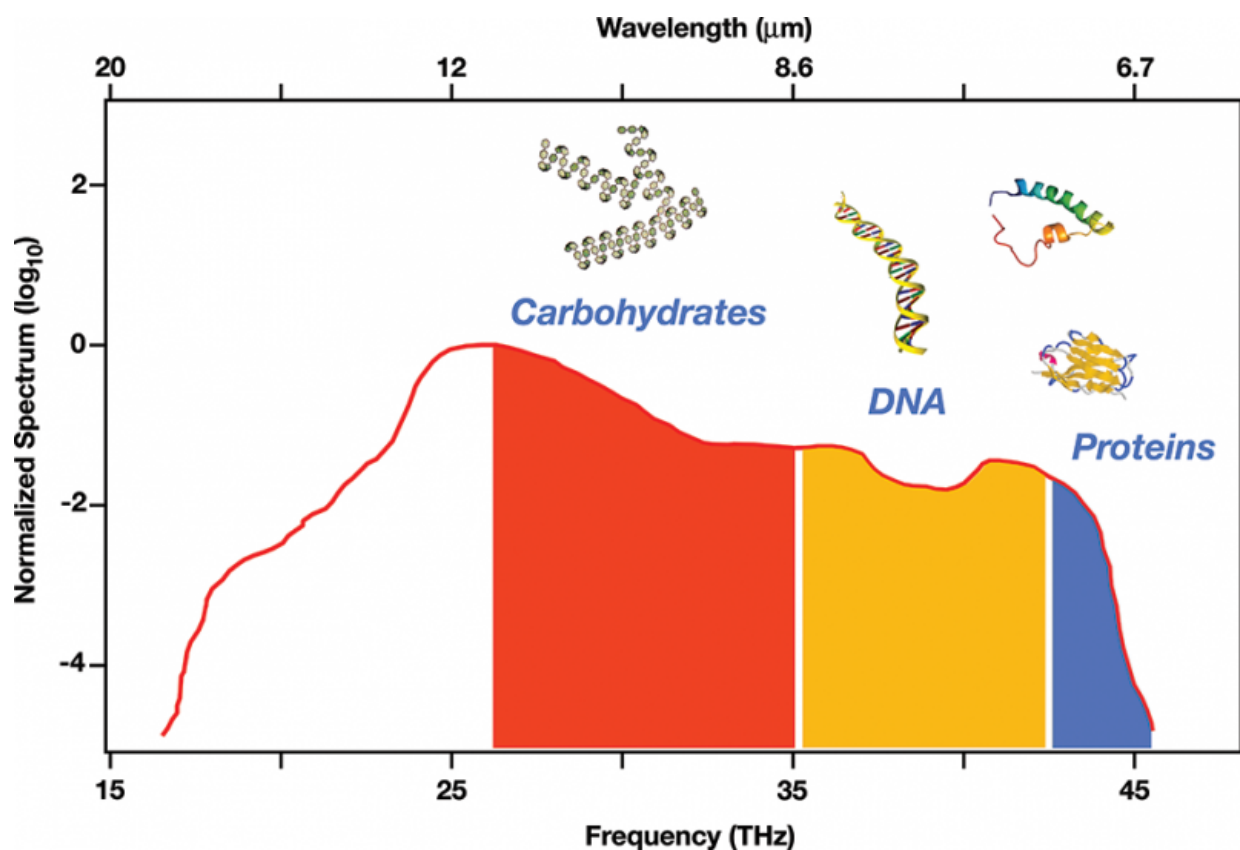 Wavelength (μm)
20 12 8.6 6.7
2
0
-2
-4
Normalized Spectrum (log10)
Carbohydrates
DNA
Proteins
15 25 35 45
Frequency (THz)